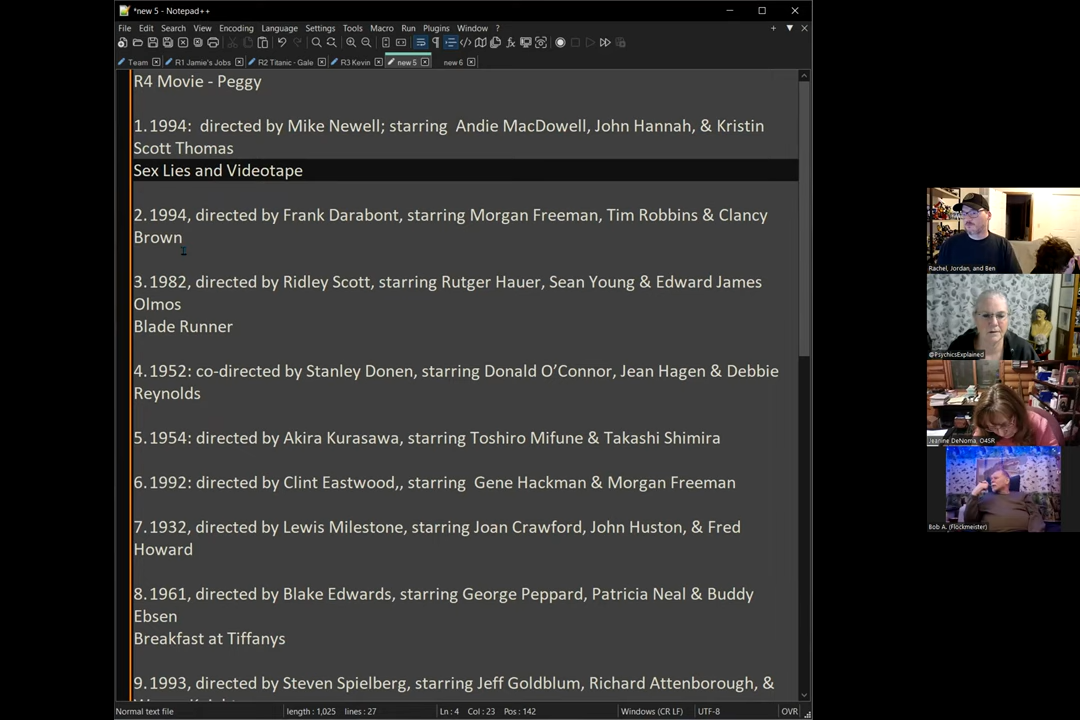 *new 5 - Notepad++
File Edit Search View Encoding Language Settings Tools Macro Run Plugins Window ?
Team R1 Jamie's Jobs R2 Titanic - Gale R3 Kevin new 5 new 6
R4 Movie - Peggy
1.1994: directed by Mike Newell; starring Andie MacDowell, John Hannah, & Kristin
Scott Thomas
Sex Lies and Videotape
2.1994, directed by Frank Darabont, starring Morgan Freeman, Tim Robbins & Clancy
Brown
3.1982, directed by Ridley Scott, starring Rutger Hauer, Sean Young & Edward James
Olmos
Blade Runner
4.1952: co-directed by Stanley Donen, starring Donald O’Connor, Jean Hagen & Debbie
Reynolds
5.1954: directed by Akira Kurasawa, starring Toshiro Mifune & Takashi Shimira
6.1992: directed by Clint Eastwood,, starring Gene Hackman & Morgan Freeman
7.1932, directed by Lewis Milestone, starring Joan Crawford, John Huston, & Fred
Howard
8.1961, directed by Blake Edwards, starring George Peppard, Patricia Neal & Buddy
Ebsen
Breakfast at Tiffanys
9.1993, directed by Steven Spielberg, starring Jeff Goldblum, Richard Attenborough, &
Normal text file length : 1,025 lines : 27 Ln : 4 Col : 23 Pos : 142 Windows (CR LF) UTF-8 OVR
Rachel, Jordan, and Ben
@PsychicsExplained
Jeanine DeNoma, O4SR
Bob A. (Flockmeister)